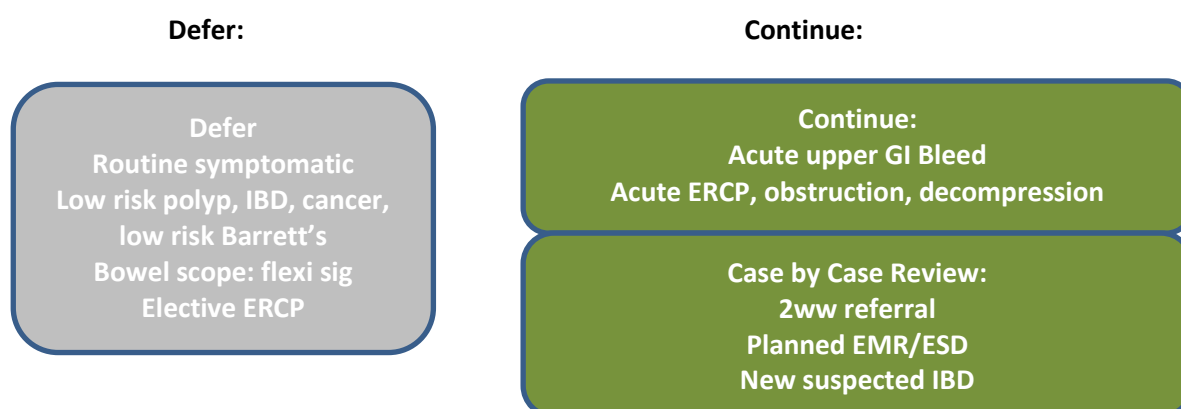 Defer:
Defer
Routine symptomatic
Low risk polyp, IBD, cancer,
low risk Barrett’s
Bowel scope: flexi sig
Elective ERCP
Continue:
Continue:
Acute upper GI Bleed
Acute ERCP, obstruction, decompression
Case by Case Review:
2ww referral
Planned EMR/ESD
New suspected IBD